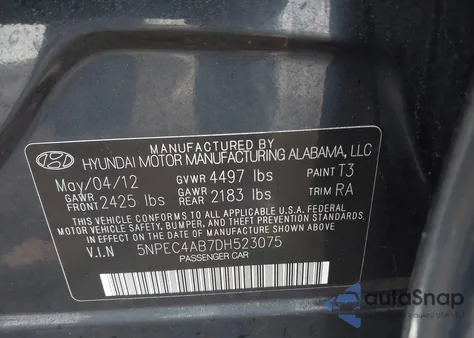 MANUFACTURED BY
HYUNDAI MOTOR MANUFACTURING ALABAMA, LLC
May/04/12 GVWR 4497 lbs PAINT T3
GAWR FRONT 2425 lbs GAWR REAR 2183 lbs TRIM RA
THIS VEHICLE CONFORMS TO ALL APPLICABLE U.S.A. FEDERAL
MOTOR VEHICLE SAFETY, BUMPER, AND THEFT PREVENTION STANDARDS
IN EFFECT ON THE DATE OF MANUFACTURE SHOWN ABOVE.
V.I.N 5NPEC4AB7DH523075
PASSENGER CAR
autoSnap